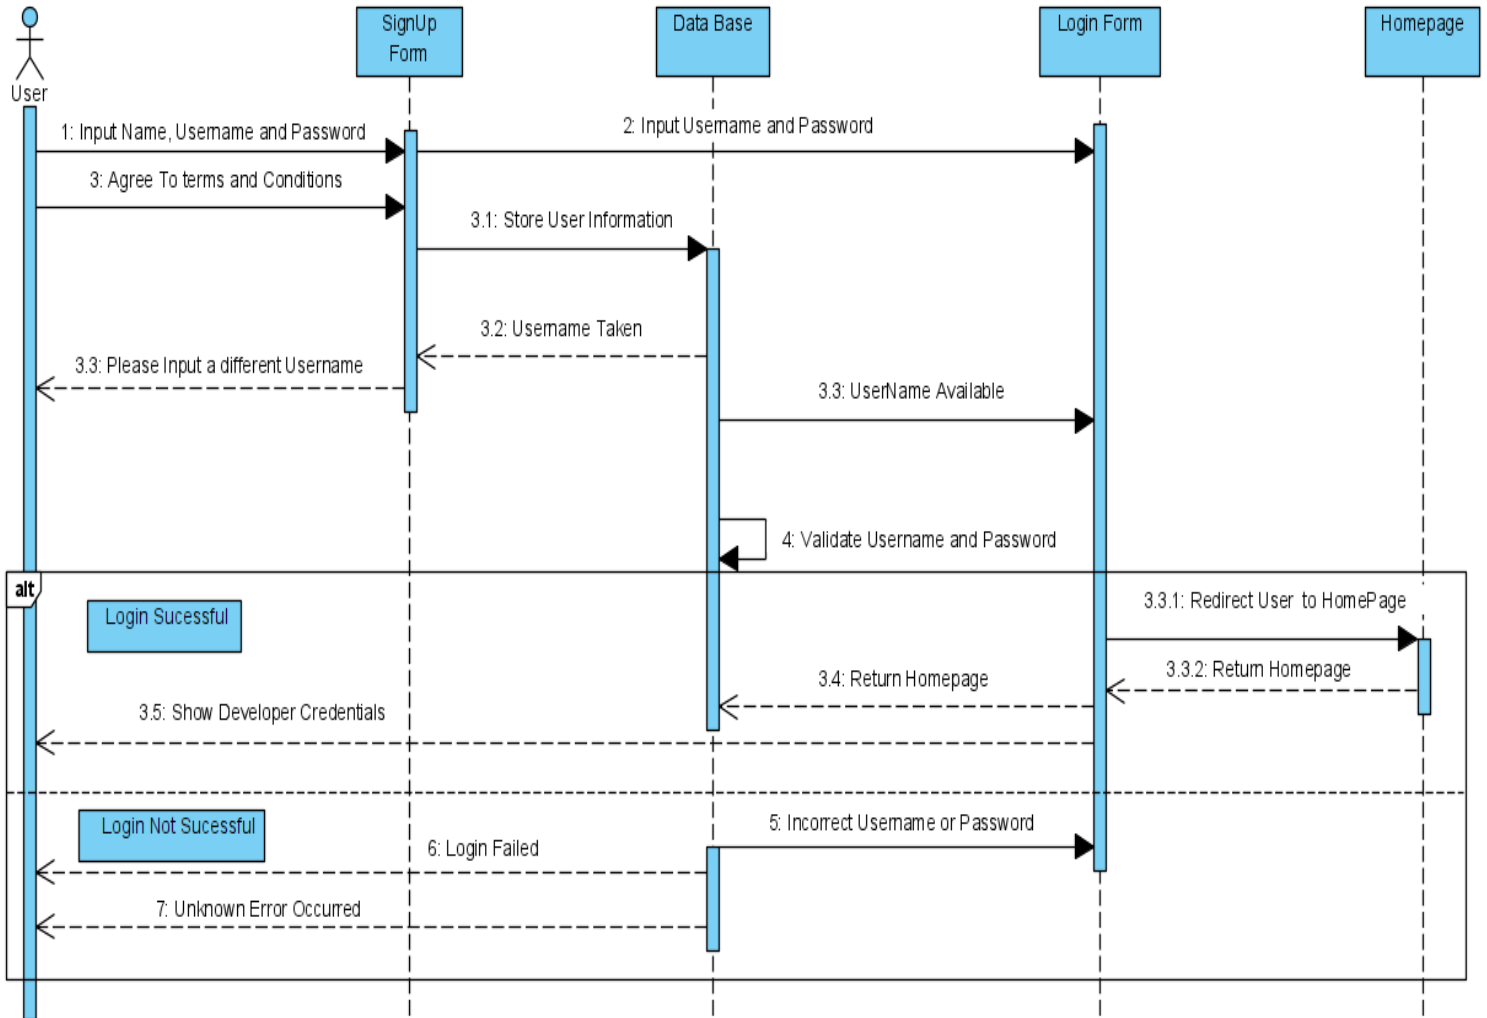 SignUp
Form
Data Base
Login Form
Homepage
User
1: Input Name, Username and Password
2: Input Username and Password
3: Agree To terms and Conditions
3.1: Store User Information
3.2: Username Taken
3.3: Please Input a different Username
3.3: UserName Available
4: Validate Username and Password
alt
Login Sucessful
3.3.1: Redirect User to HomePage
3.3.2: Return Homepage
3.4: Return Homepage
3.5: Show Developer Credentials
Login Not Sucessful
5: Incorrect Username or Password
6: Login Failed
7: Unknown Error Occurred